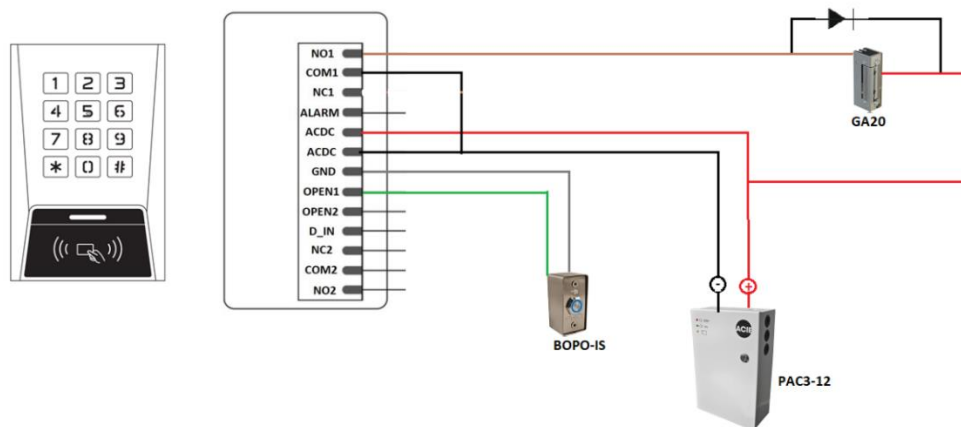 1 2 3
4 5 6
7 8 9
* 0 #
NO1
COM1
NC1
ALARM
ACDC
ACDC
GND
OPEN1
OPEN2
D_IN
NC2
COM2
NO2
GA20
BOPO-IS
-
+
ACIE
PAC3-12